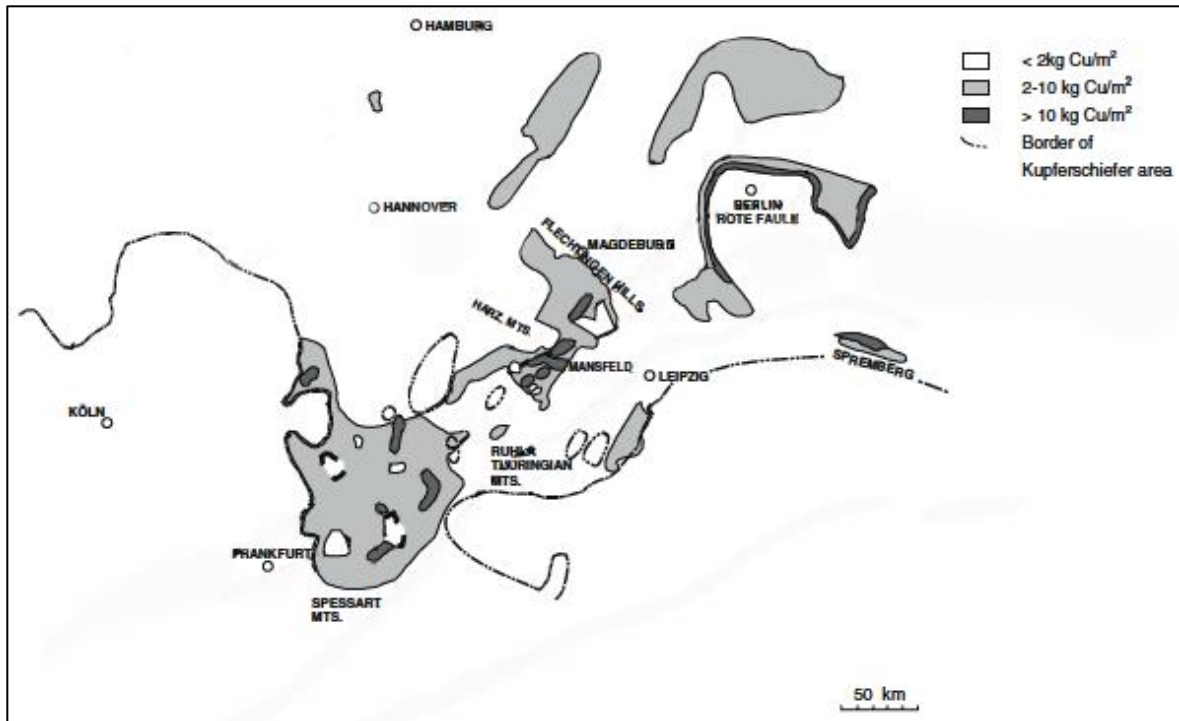 HAMBURG
< 2kg Cu/m²
2-10 kg Cu/m²
> 10 kg Cu/m²
Border of
Kupferschiefer area
HANNOVER
BERLIN
ROTE FAULE
FLECHTINGEN HILLS
MAGDEBURG
HARZ. MTS.
MANSFELD
LEIPZIG
SPREMBERG
KÖLN
RUHLA
TUURINGIAN
MTS.
FRANKFURT
SPESSART
MTS.
50 km